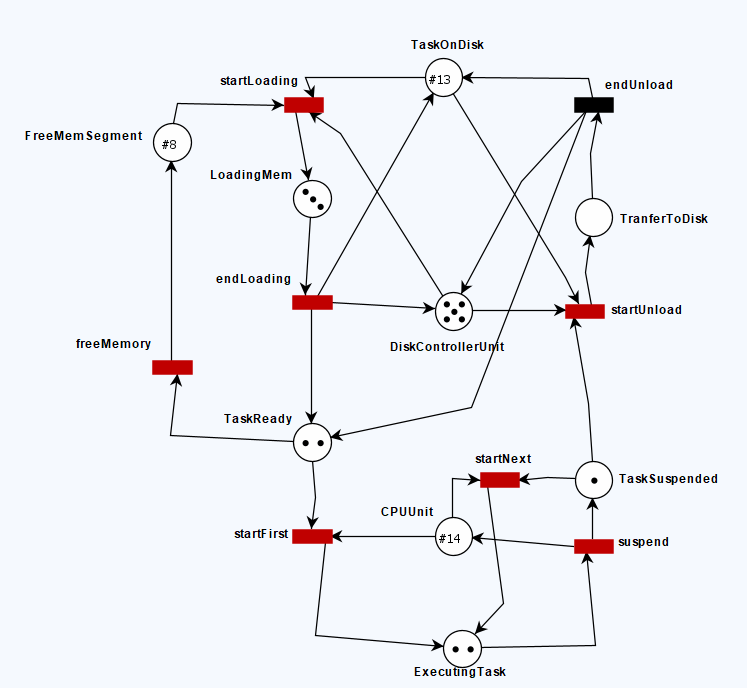 TaskOnDisk
startLoading
#13
endUnload
FreeMemSegment
#8
LoadingMem
TranferToDisk
endLoading
startUnload
freeMemory
DiskControllerUnit
TaskReady
startNext
TaskSuspended
CPUUnit
startFirst
#14
suspend
ExecutingTask